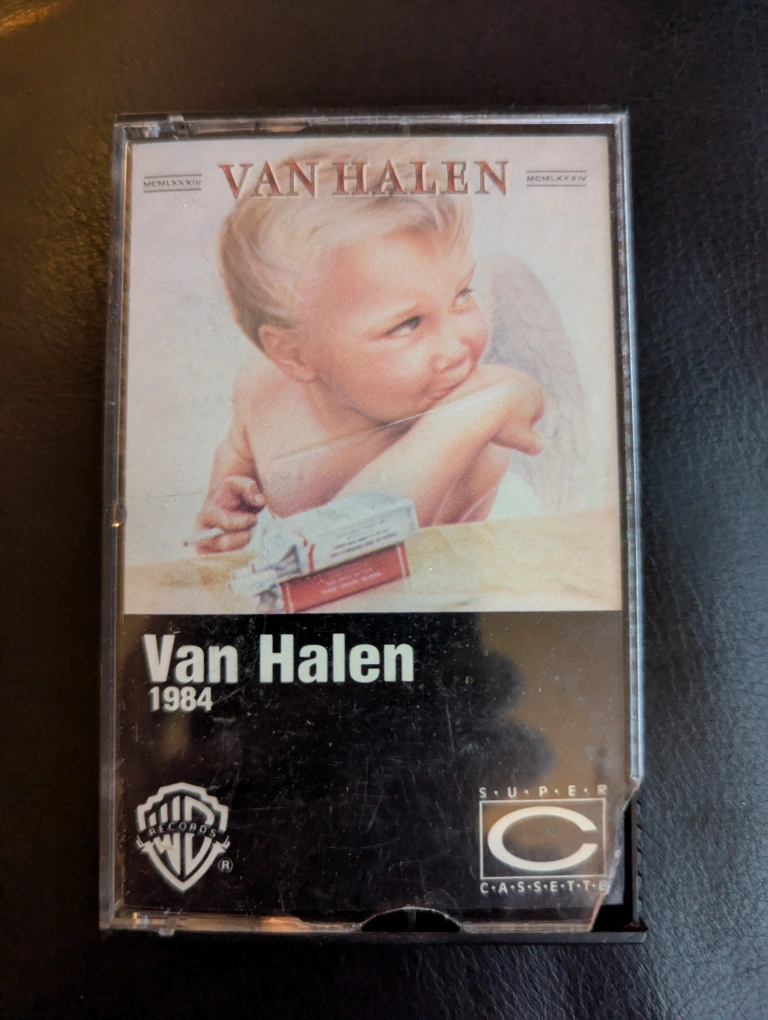 MCMLXXXIV VAN HALEN MCMLXXXIV
Van Halen
1984
S·U·P·E·R
C
WB
RECORDS
®
C·A·S·S·E·T·T·E